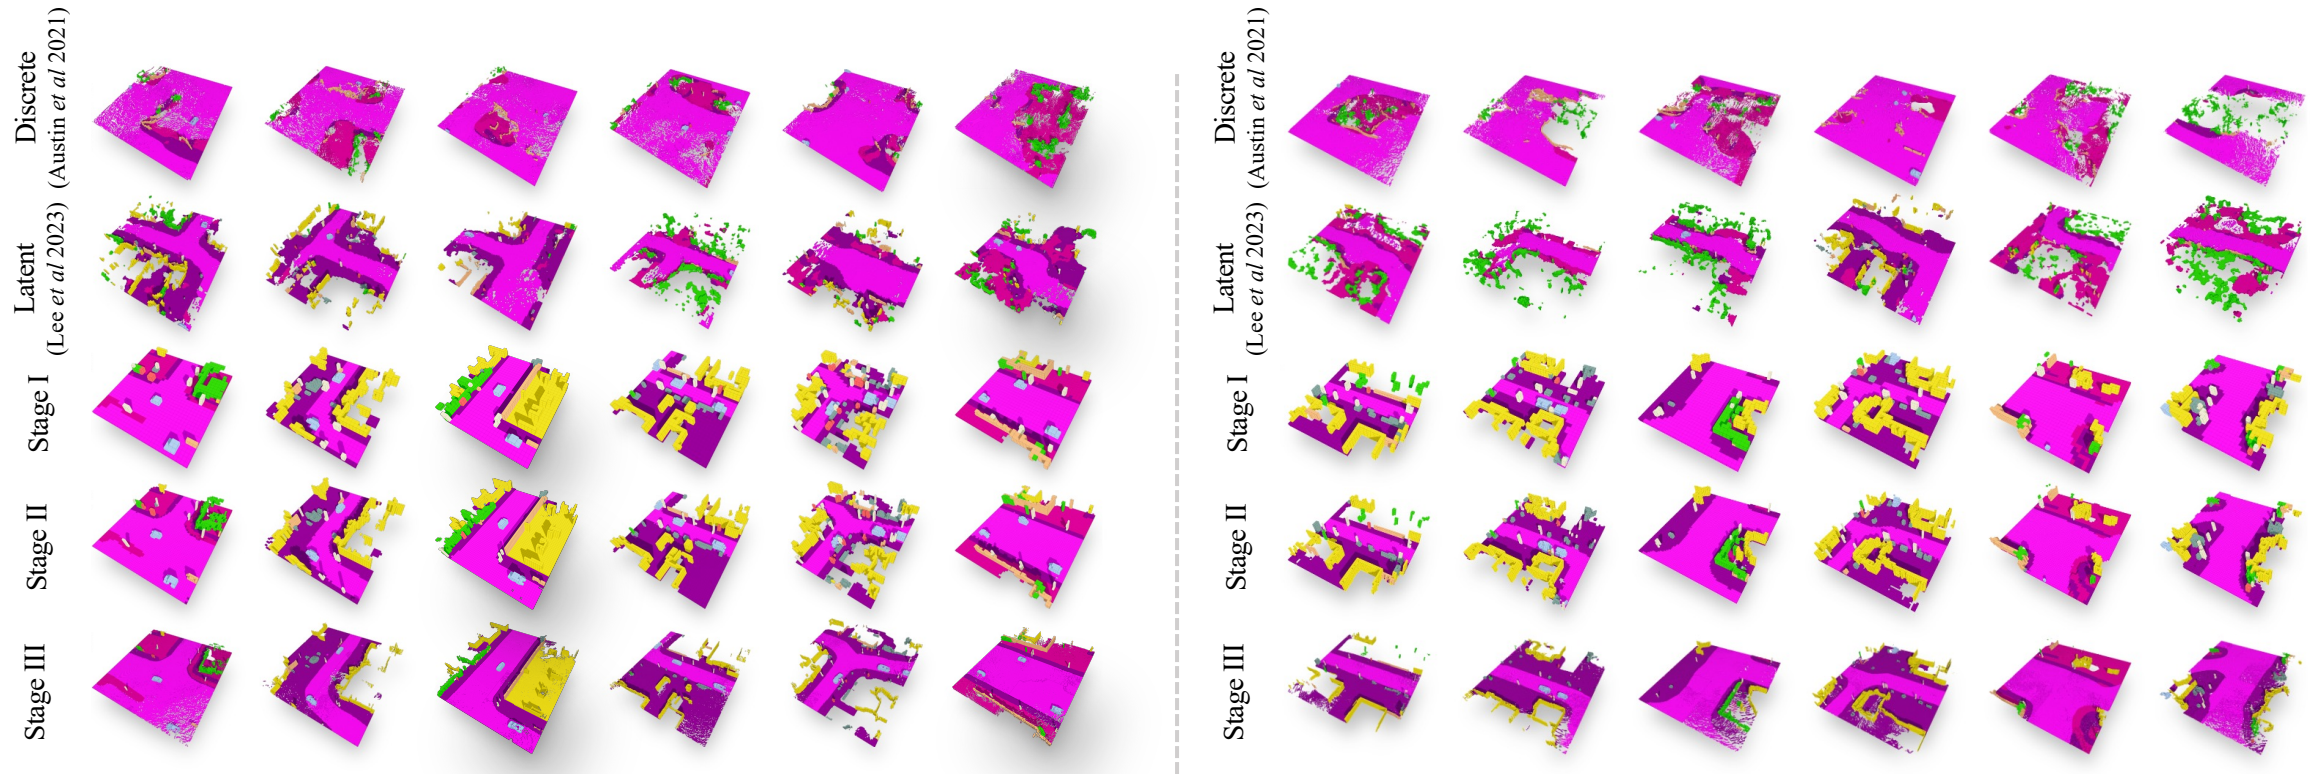 Discrete
(Austin et al 2021)
Latent
(Lee et al 2023)
Stage I
Stage II
Stage III
Discrete
(Austin et al 2021)
Latent
(Lee et al 2023)
Stage I
Stage II
Stage III